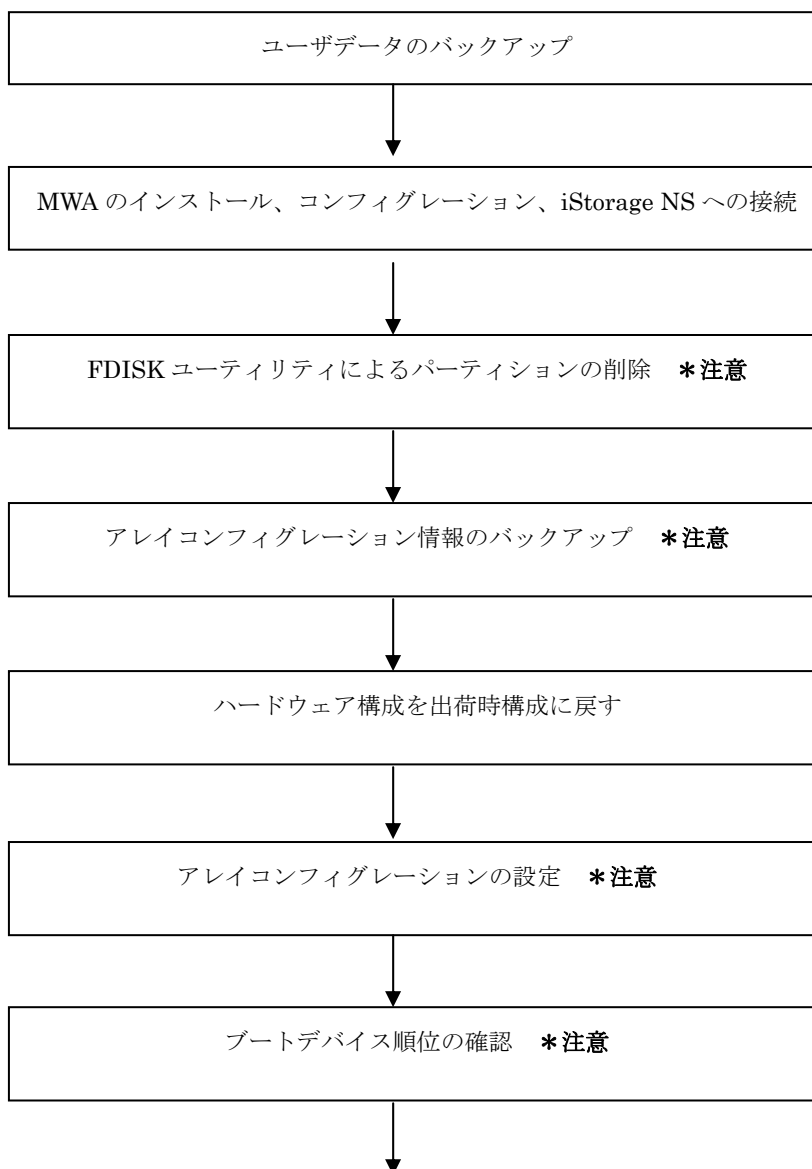 ユーザデータのバックアップ
MWA のインストール、コンフィグレーション、iStorage NS への接続
FDISK ユーティリティによるパーティションの削除　＊注意
アレイコンフィグレーション情報のバックアップ　＊注意
ハードウェア構成を出荷時構成に戻す
アレイコンフィグレーションの設定　＊注意
ブートデバイス順位の確認　＊注意